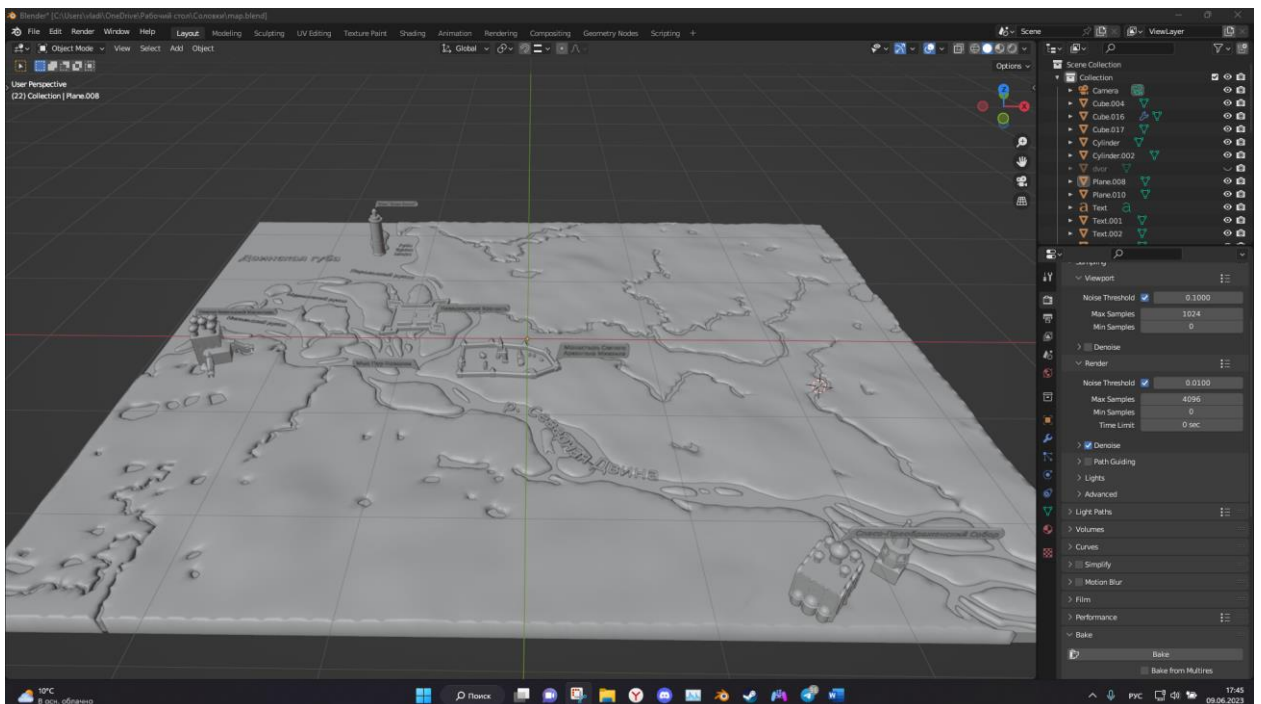 Blender* [C:\Users\vladi\OneDrive\Рабочий стол\Соловки\map.blend]
File Edit Render Window Help Layout Modeling Sculpting UV Editing Texture Paint Shading Animation Rendering Compositing Geometry Nodes Scripting + Scene ViewLayer
Object Mode View Select Add Object Global
Options
User Perspective
(22) Collection | Plane.008
Z
X
Scene Collection
Collection
Camera
Cube.004
Cube.016
Cube.017
Cylinder
Cylinder.002
dvor
Plane.008
Plane.010
Text
Text.001
Text.002
Sampling
Viewport
Noise Threshold 0.1000
Max Samples 1024
Min Samples 0
Denoise
Render
Noise Threshold 0.0100
Max Samples 4096
Min Samples 0
Time Limit 0 sec
Denoise
Path Guiding
Lights
Advanced
Light Paths
Volumes
Curves
Simplify
Motion Blur
Film
Performance
Bake
Bake
Bake from Multires
Двинская губа
р. Северная Двина
Спасо-Преображенский Собор
10°C
В осн. облачно
Поиск
РУС
17:45
09.06.2023